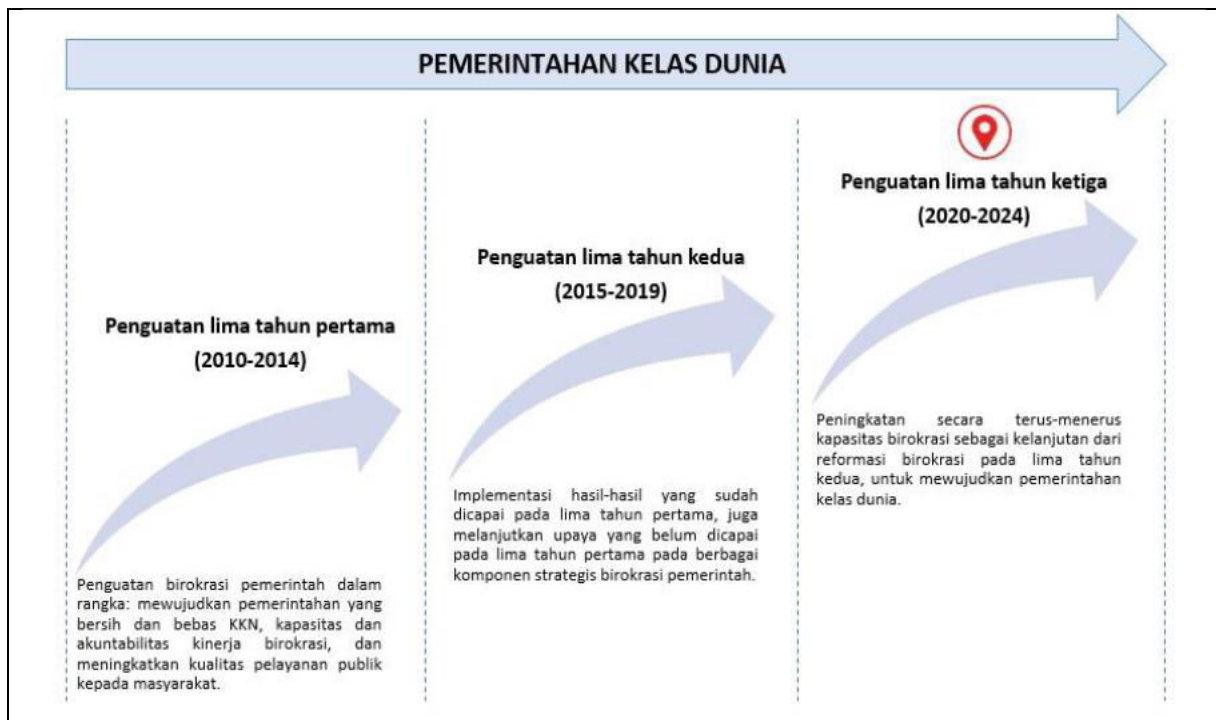 PEMERINTAHAN KELAS DUNIA
Penguatan lima tahun pertama
(2010-2014)
Penguatan birokrasi pemerintah dalam
rangka: mewujudkan pemerintahan yang
bersih dan bebas KKN, kapasitas dan
akuntabilitas kinerja birokrasi, dan
meningkatkan kualitas pelayanan publik
kepada masyarakat.
Penguatan lima tahun kedua
(2015-2019)
Implementasi hasil-hasil yang sudah
dicapai pada lima tahun pertama, juga
melanjutkan upaya yang belum dicapai
pada lima tahun pertama pada berbagai
komponen strategis birokrasi pemerintah.
Penguatan lima tahun ketiga
(2020-2024)
Peningkatan secara terus-menerus
kapasitas birokrasi sebagai kelanjutan dari
reformasi birokrasi pada lima tahun
kedua, untuk mewujudkan pemerintahan
kelas dunia.